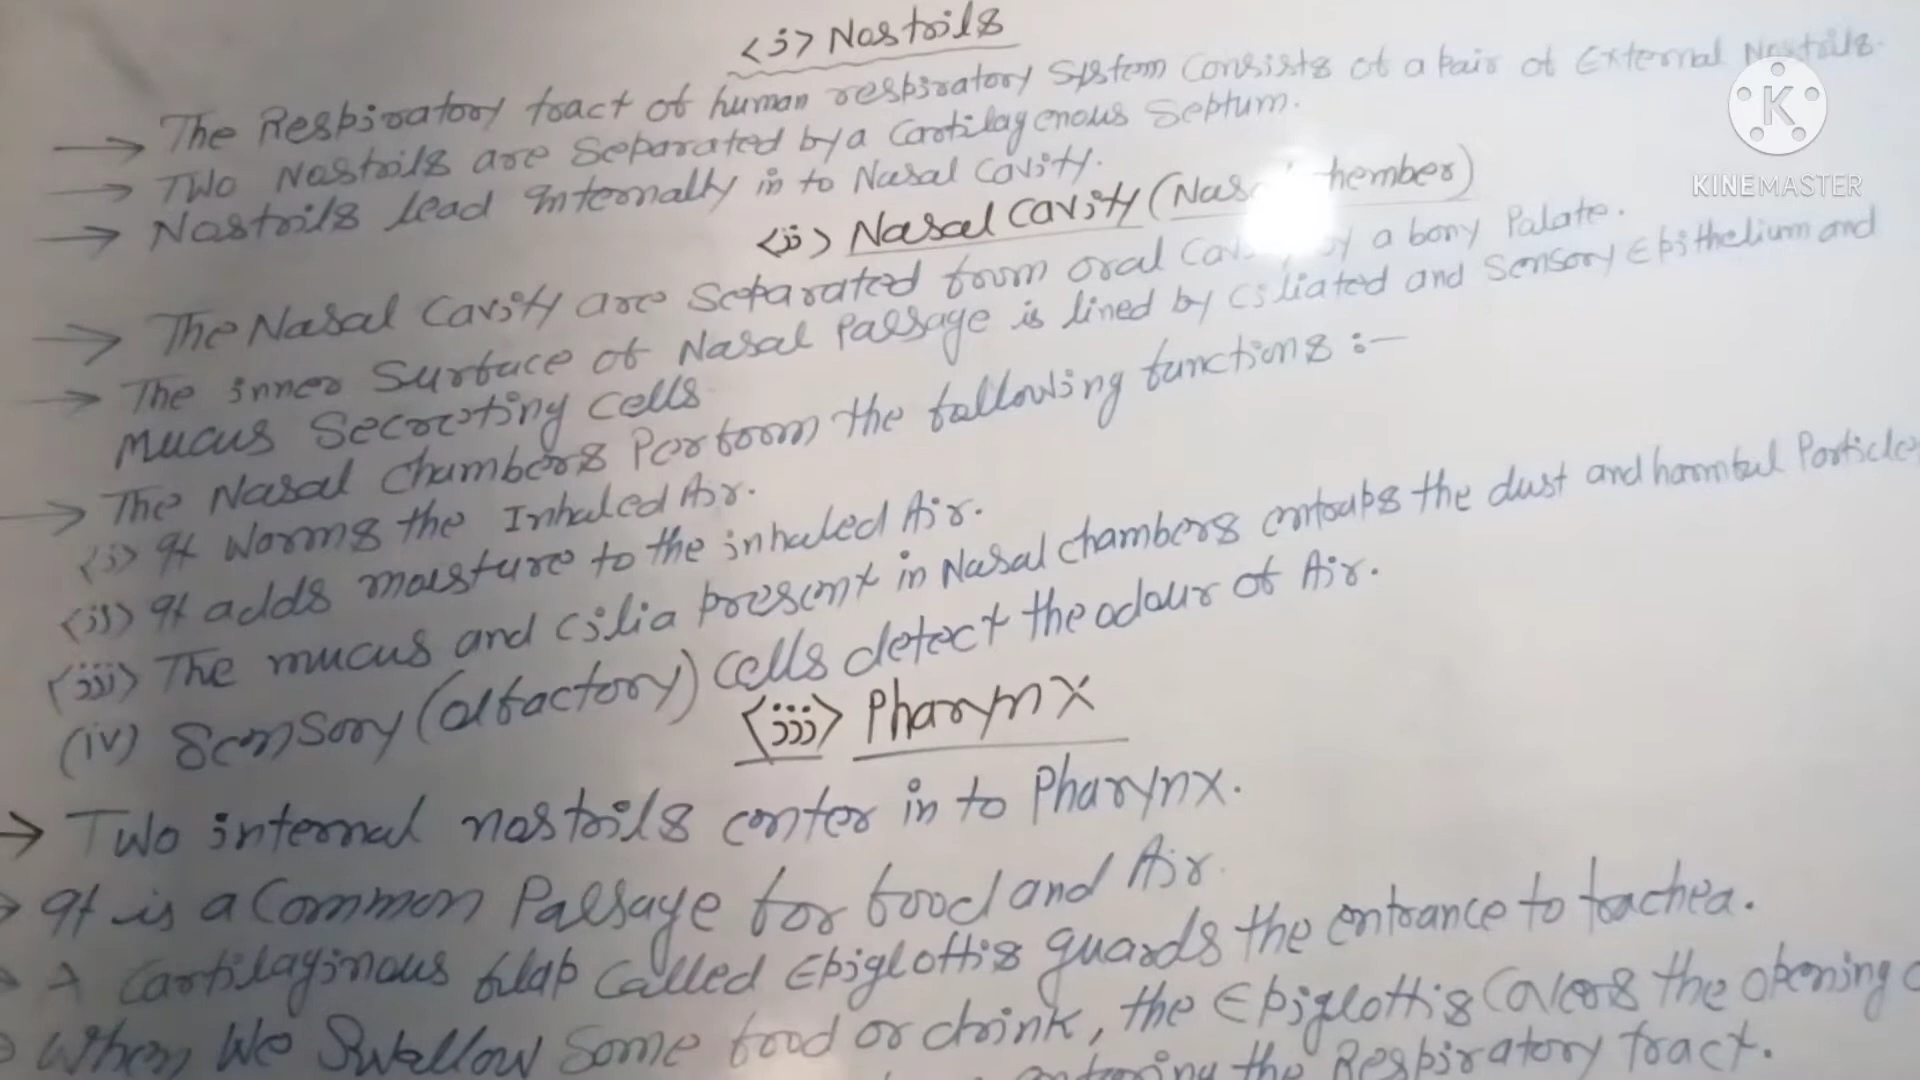 (i) Nostrils
→ The Respiratory tract of human respiratory System Consists of a Pair of External Nostrils.
→ Two Nostrils are Separated by a Cartilagenous Septum.
→ Nostrils lead Internally in to Nasal Cavity.
(ii) Nasal Cavity (Nas hember)
→ The Nasal Cavity are Separated from oral Cav by a bony Palate.
→ The inner Surface of Nasal Passage is lined by Ciliated and Sensory Epithelium and
Mucus Secreting Cells
→ The Nasal Chambers Perform the following functions :-
(i) It Worms the Inhaled Air.
(ii) It adds moisture to the inhaled Air.
(iii) The mucus and Cilia Present in Nasal Chambers entraps the dust and harmful Particles
(iv) Sensory (olfactory) Cells detect the odour of Air.
(iii) Pharynx
→ Two internal nostrils enter in to Pharynx.
→ It is a Common Passage for food and Air.
→ A Cartilaginous flap Called Epiglottis guards the entrance to trachea.
→ When We Swallow Some food or drink, the Epiglottis Covers the opening
entering the Respiratory tract.
KINEMASTER